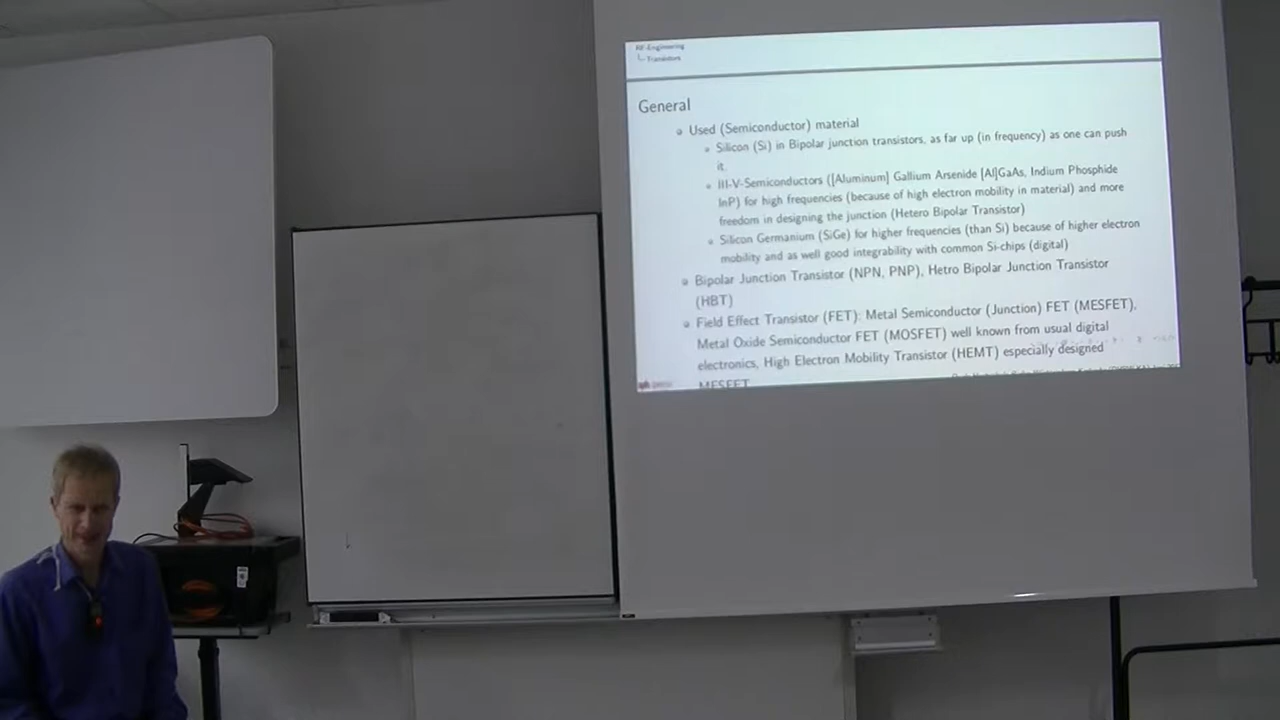 RF-Engineering
Transistors
General
Used (Semiconductor) material
Silicon (Si) in Bipolar junction transistors, as far up (in frequency) as one can push
it.
III-V-Semiconductors ([Aluminum] Gallium Arsenide [Al]GaAs, Indium Phosphide
InP) for high frequencies (because of high electron mobility in material) and more
freedom in designing the junction (Hetero Bipolar Transistor)
Silicon Germanium (SiGe) for higher frequencies (than Si) because of higher electron
mobility and as well good integrability with common Si-chips (digital)
Bipolar Junction Transistor (NPN, PNP), Hetro Bipolar Junction Transistor
(HBT)
Field Effect Transistor (FET): Metal Semiconductor (Junction) FET (MESFET),
Metal Oxide Semiconductor FET (MOSFET) well known from usual digital
electronics, High Electron Mobility Transistor (HEMT) especially designed
MESFET